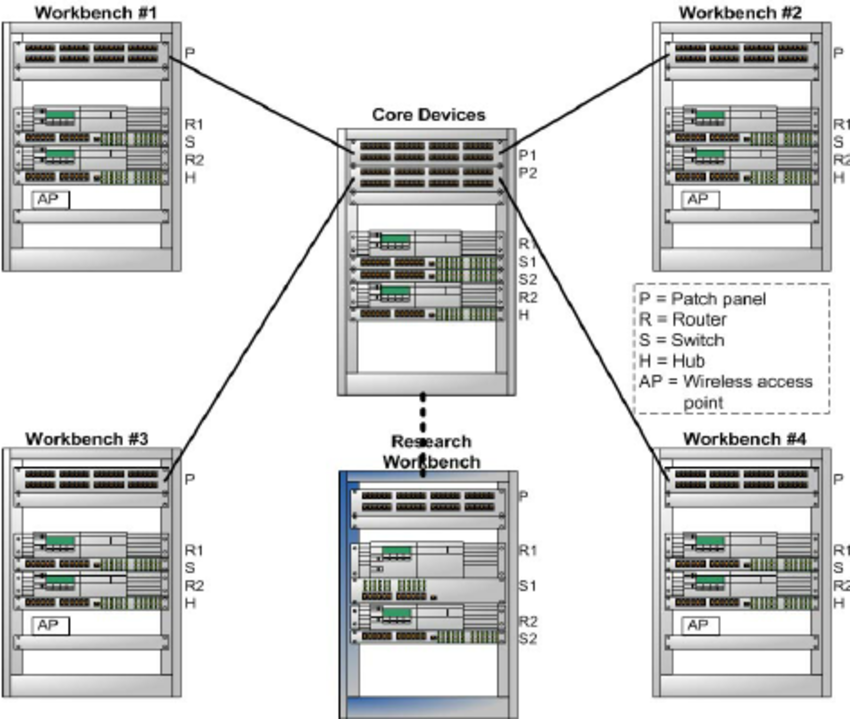 Workbench #1
P
R1
S
R2
H
AP
Core Devices
P1
P2
R1
S1
S2
R2
H
Workbench #2
P
R1
S
R2
H
AP
P = Patch panel
R = Router
S = Switch
H = Hub
AP = Wireless access
point
Workbench #3
P
R1
S
R2
H
AP
Research
Workbench
P
R1
S1
R2
S2
Workbench #4
P
R1
S
R2
H
AP